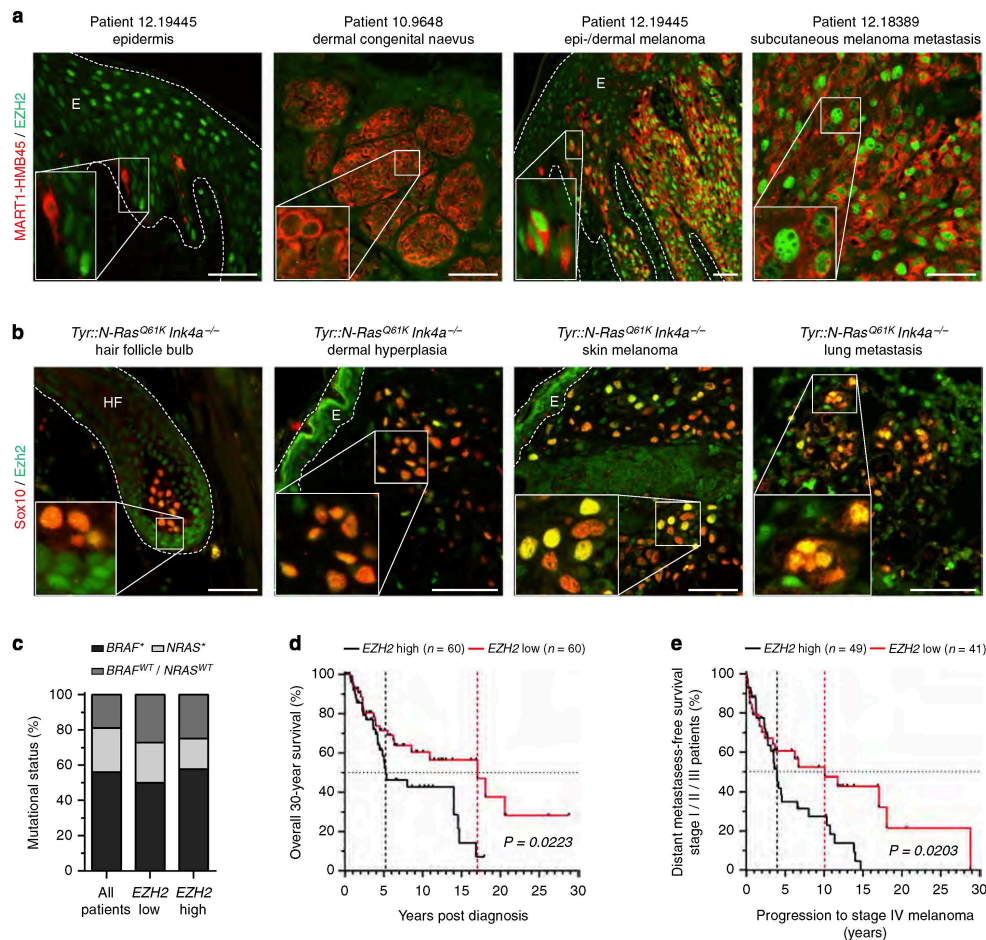 a
Patient 12.19445
epidermis
Patient 10.9648
dermal congenital naevus
Patient 12.19445
epi-/dermal melanoma
Patient 12.18389
subcutaneous melanoma metastasis
MART1-HMB45 / EZH2
E
E
b
Tyr::N-Ras^Q61K Ink4a^−/−
hair follicle bulb
Tyr::N-Ras^Q61K Ink4a^−/−
dermal hyperplasia
Tyr::N-Ras^Q61K Ink4a^−/−
skin melanoma
Tyr::N-Ras^Q61K Ink4a^−/−
lung metastasis
Sox10 / Ezh2
HF
E
E
c
BRAF* NRAS*
BRAF^WT / NRAS^WT
Mutational status (%)
100
80
60
40
20
0
All patients
EZH2 low
EZH2 high
d
EZH2 high (n = 60) EZH2 low (n = 60)
Overall 30-year survival (%)
100
80
60
40
20
0
P = 0.0223
0 5 10 15 20 25 30
Years post diagnosis
e
EZH2 high (n = 49) EZH2 low (n = 41)
Distant metastases-free survival
stage I / II / III patients (%)
100
80
60
40
20
0
P = 0.0203
0 5 10 15 20 25 30
Progression to stage IV melanoma
(years)